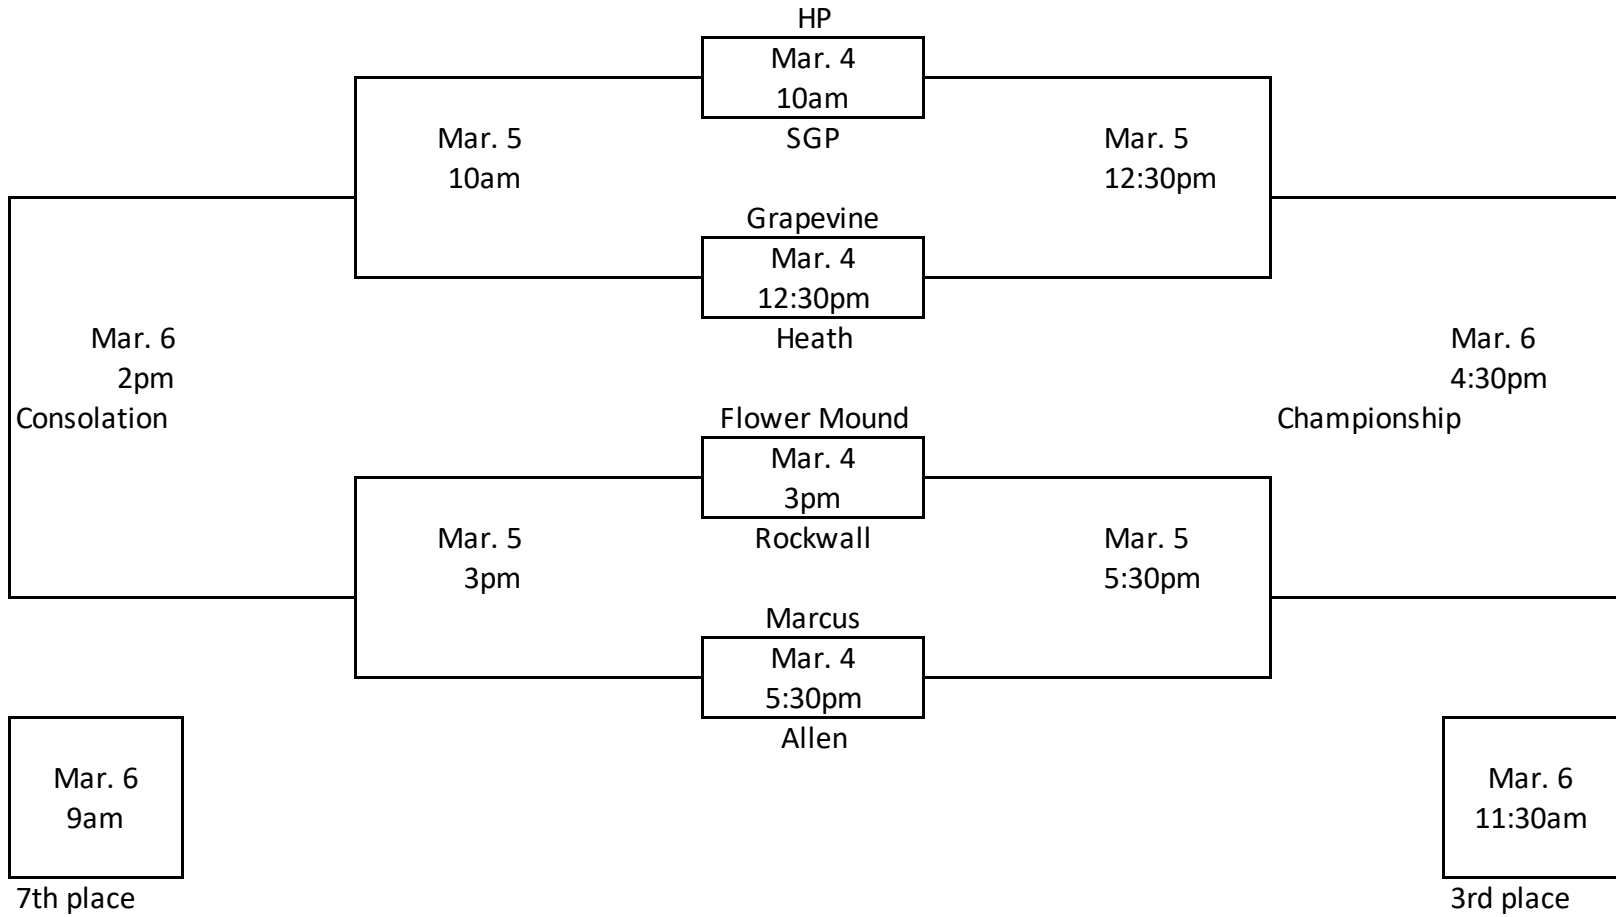 HP
Mar. 4
10am
SGP
Mar. 5
10am
Mar. 5
12:30pm
Grapevine
Mar. 4
12:30pm
Heath
Mar. 6
2pm
Consolation
Mar. 6
4:30pm
Championship
Flower Mound
Mar. 4
3pm
Rockwall
Mar. 5
3pm
Mar. 5
5:30pm
Marcus
Mar. 4
5:30pm
Allen
Mar. 6
9am
7th place
Mar. 6
11:30am
3rd place